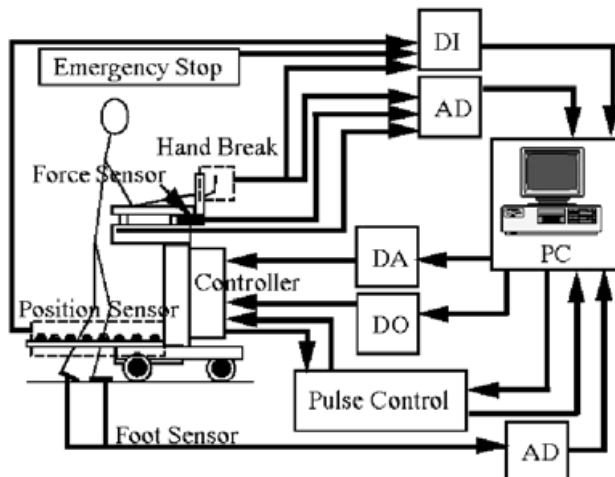 DI
Emergency Stop
AD
Hand Break
Force Sensor
PC
DA
Controller
Position Sensor
DO
Pulse Control
Foot Sensor
AD